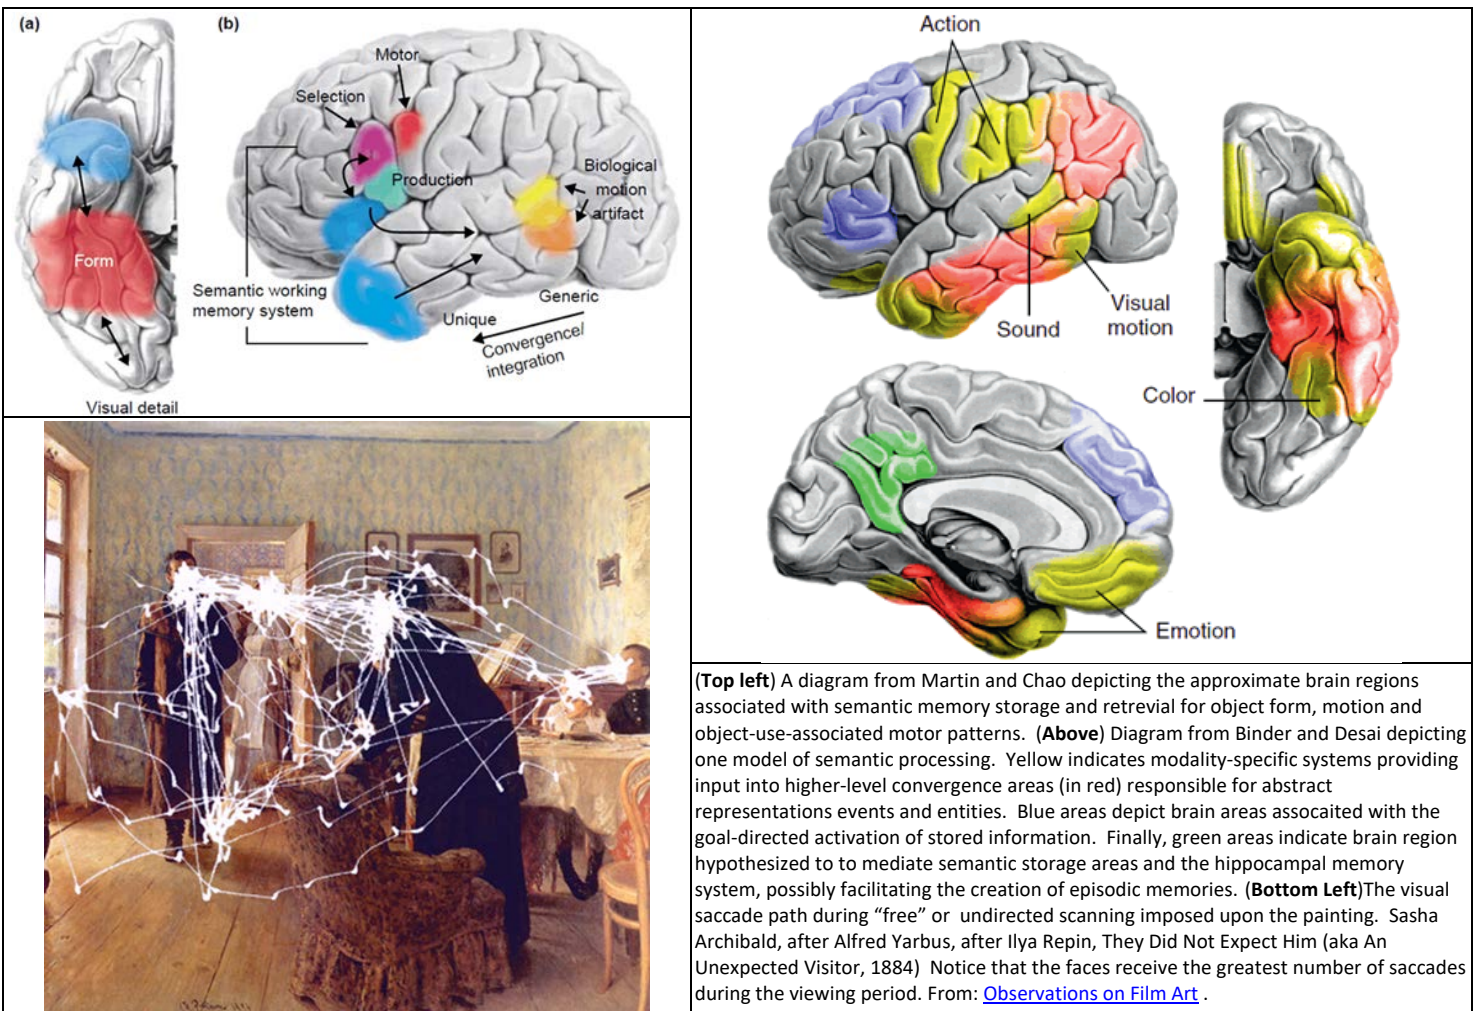 (a)
(b)
Motor
Selection
Biological
motion
artifact
Production
Form
Semantic working
memory system
Generic
Unique
Convergence/
integration
Visual detail
Action
Visual
motion
Sound
Color
Emotion
(Top left) A diagram from Martin and Chao depicting the approximate brain regions
associated with semantic memory storage and retrevial for object form, motion and
object-use-associated motor patterns. (Above) Diagram from Binder and Desai depicting
one model of semantic processing. Yellow indicates modality-specific systems providing
input into higher-level convergence areas (in red) responsible for abstract
representations events and entities. Blue areas depict brain areas assocaited with the
goal-directed activation of stored information. Finally, green areas indicate brain region
hypothesized to to mediate semantic storage areas and the hippocampal memory
system, possibly facilitating the creation of episodic memories. (Bottom Left)The visual
saccade path during “free” or undirected scanning imposed upon the painting. Sasha
Archibald, after Alfred Yarbus, after Ilya Repin, They Did Not Expect Him (aka An
Unexpected Visitor, 1884) Notice that the faces receive the greatest number of saccades
during the viewing period. From: Observations on Film Art .